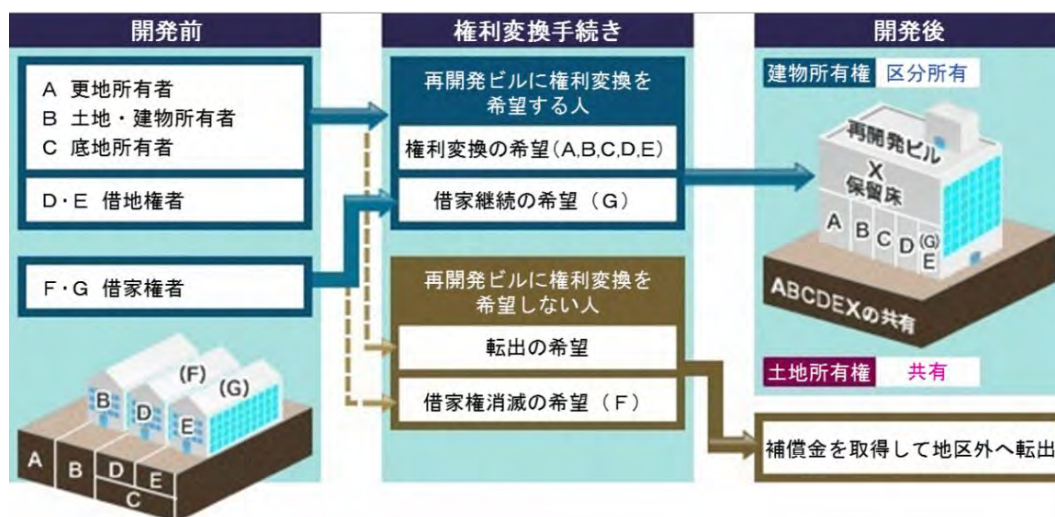 開発前
A 更地所有者
B 土地・建物所有者
C 底地所有者
D・E 借地権者
F・G 借家権者
(F)
(G)
B
D
E
A
B
D
E
C
権利変換手続き
再開発ビルに権利変換を
希望する人
権利変換の希望(A,B,C,D,E)
借家継続の希望(G)
再開発ビルに権利変換を
希望しない人
転出の希望
借家権消滅の希望(F)
開発後
建物所有権 区分所有
再開発ビル
X
保留床
A
B
C
D
(G)
E
ABCDEXの共有
土地所有権 共有
補償金を取得して地区外へ転出